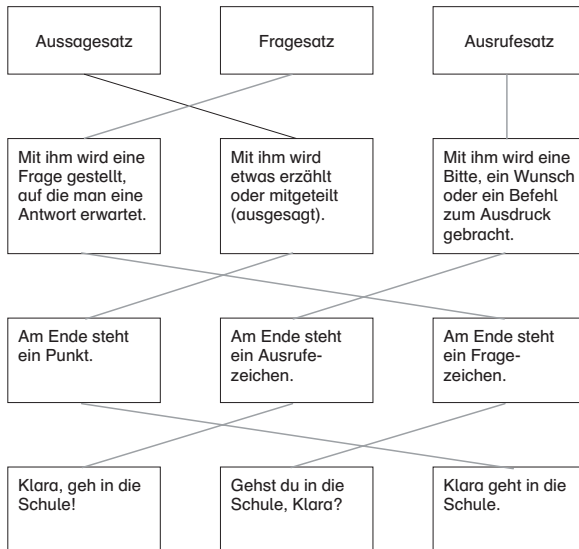 Aussagesatz
Fragesatz
Ausrufesatz
Mit ihm wird eine
Frage gestellt,
auf die man eine
Antwort erwartet.
Mit ihm wird
etwas erzählt
oder mitgeteilt
(ausgesagt).
Mit ihm wird eine
Bitte, ein Wunsch
oder ein Befehl
zum Ausdruck
gebracht.
Am Ende steht
ein Punkt.
Am Ende steht
ein Ausrufe-
zeichen.
Am Ende steht
ein Frage-
zeichen.
Klara, geh in die
Schule!
Gehst du in die
Schule, Klara?
Klara geht in die
Schule.